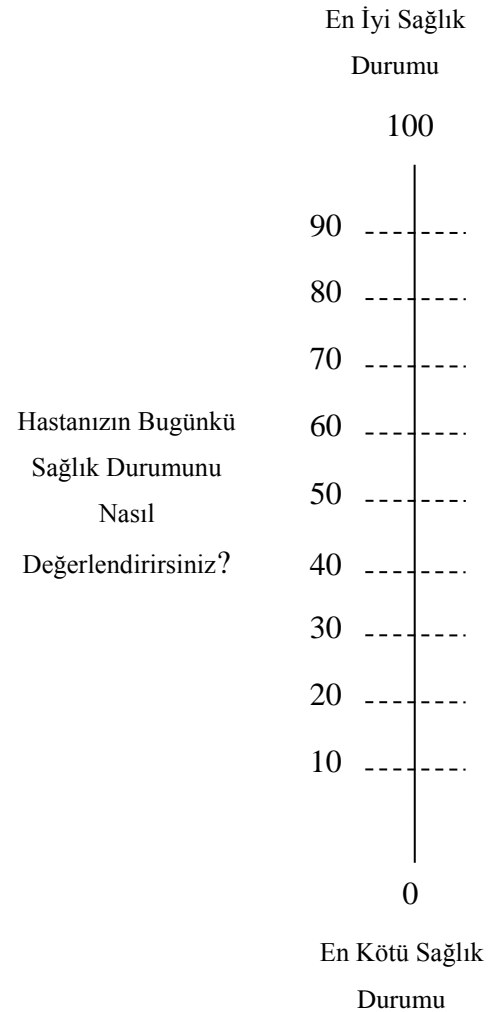 En İyi Sağlık
Durumu
100
90
80
70
Hastanızın Bugünkü
Sağlık Durumunu
Nasıl
Değerlendirirsiniz?
60
50
40
30
20
10
0
En Kötü Sağlık
Durumu